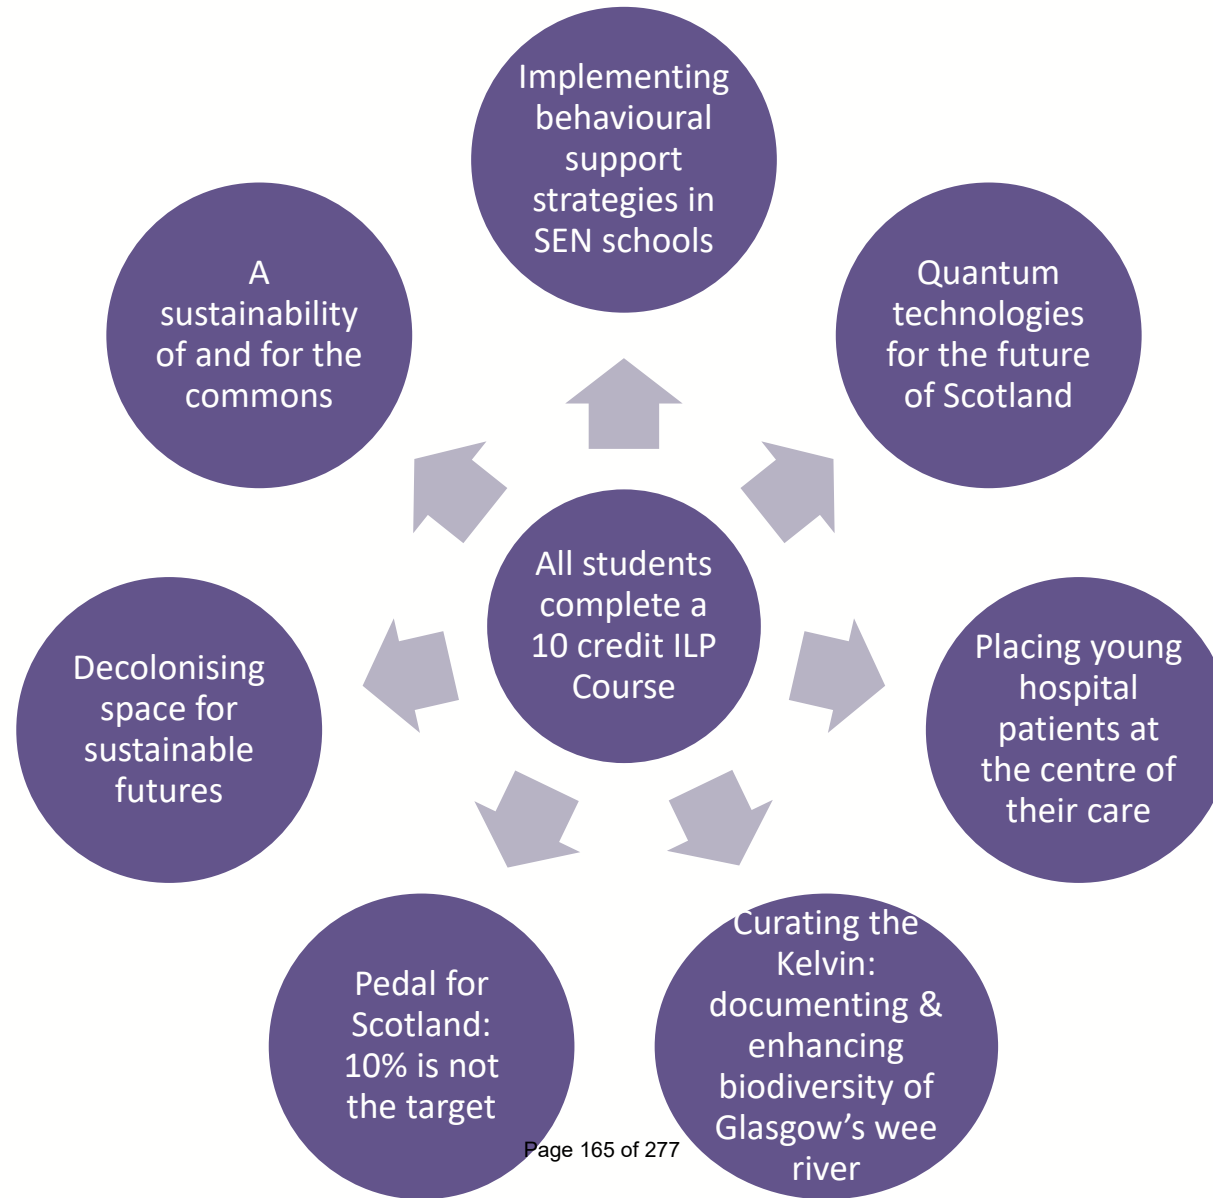 Implementing
behavioural
support
strategies in
SEN schools
Quantum
technologies
for the future
of Scotland
Placing young
hospital
patients at
the centre of
their care
Curating the
Kelvin:
documenting &
enhancing
biodiversity of
Glasgow’s wee
river
Pedal for
Scotland:
10% is not
the target
Decolonising
space for
sustainable
futures
A
sustainability
of and for the
commons
All students
complete a
10 credit ILP
Course
Page 165 of 277